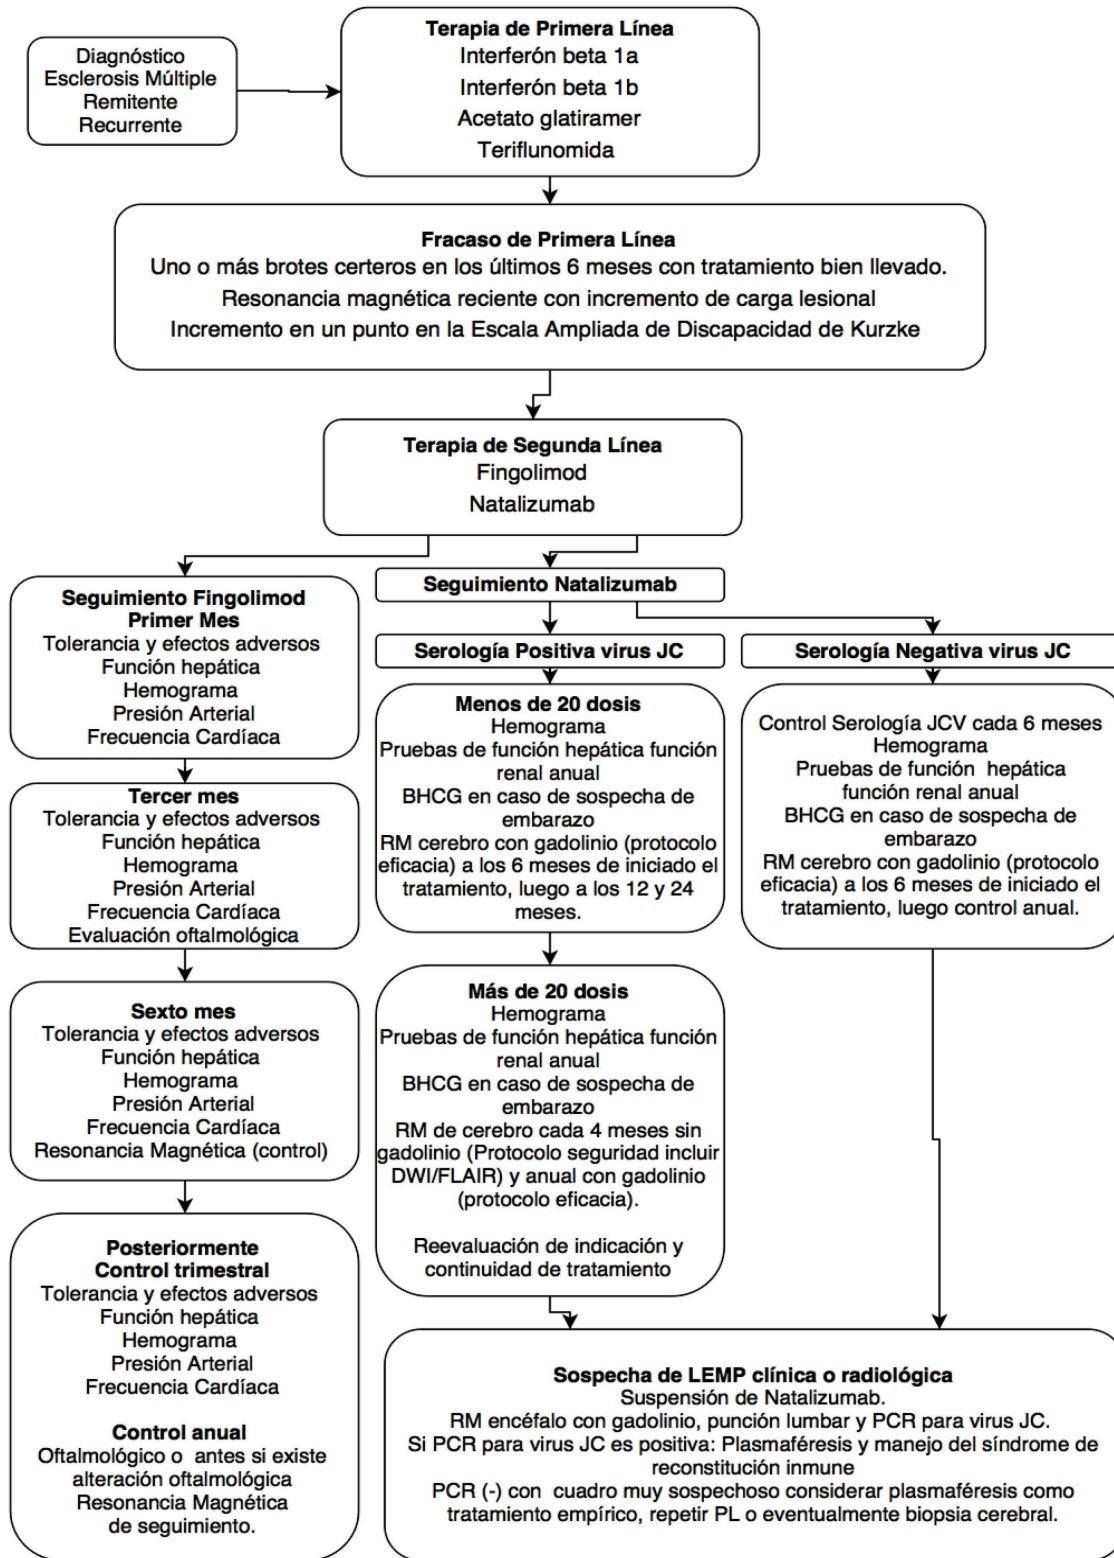 Diagnóstico
Esclerosis Múltiple
Remitente
Recurrente
Terapia de Primera Línea
Interferón beta 1a
Interferón beta 1b
Acetato glatiramer
Teriflunomida
Fracaso de Primera Línea
Uno o más brotes certeros en los últimos 6 meses con tratamiento bien llevado.
Resonancia magnética reciente con incremento de carga lesional
Incremento en un punto en la Escala Ampliada de Discapacidad de Kurzke
Terapia de Segunda Línea
Fingolimod
Natalizumab
Seguimiento Fingolimod
Primer Mes
Tolerancia y efectos adversos
Función hepática
Hemograma
Presión Arterial
Frecuencia Cardíaca
Tercer mes
Tolerancia y efectos adversos
Función hepática
Hemograma
Presión Arterial
Frecuencia Cardíaca
Evaluación oftalmológica
Sexto mes
Tolerancia y efectos adversos
Función hepática
Hemograma
Presión Arterial
Frecuencia Cardíaca
Resonancia Magnética (control)
Posteriormente
Control trimestral
Tolerancia y efectos adversos
Función hepática
Hemograma
Presión Arterial
Frecuencia Cardíaca
Control anual
Oftalmológico o antes si existe
alteración oftalmológica
Resonancia Magnética
de seguimiento.
Seguimiento Natalizumab
Serología Positiva virus JC
Menos de 20 dosis
Hemograma
Pruebas de función hepática función
renal anual
BHCG en caso de sospecha de
embarazo
RM cerebro con gadolinio (protocolo
eficacia) a los 6 meses de iniciado el
tratamiento, luego a los 12 y 24
meses.
Más de 20 dosis
Hemograma
Pruebas de función hepática función
renal anual
BHCG en caso de sospecha de
embarazo
RM de cerebro cada 4 meses sin
gadolinio (Protocolo seguridad incluir
DWI/FLAIR) y anual con gadolinio
(protocolo eficacia).
Reevaluación de indicación y
continuidad de tratamiento
Serología Negativa virus JC
Control Serología JCV cada 6 meses
Hemograma
Pruebas de función hepática
función renal anual
BHCG en caso de sospecha de
embarazo
RM cerebro con gadolinio (protocolo
eficacia) a los 6 meses de iniciado el
tratamiento, luego control anual.
Sospecha de LEMP clínica o radiológica
Suspensión de Natalizumab.
RM encéfalo con gadolinio, punción lumbar y PCR para virus JC.
Si PCR para virus JC es positiva: Plasmaféresis y manejo del síndrome de
reconstitución inmune
PCR (-) con cuadro muy sospechoso considerar plasmaféresis como
tratamiento empírico, repetir PL o eventualmente biopsia cerebral.